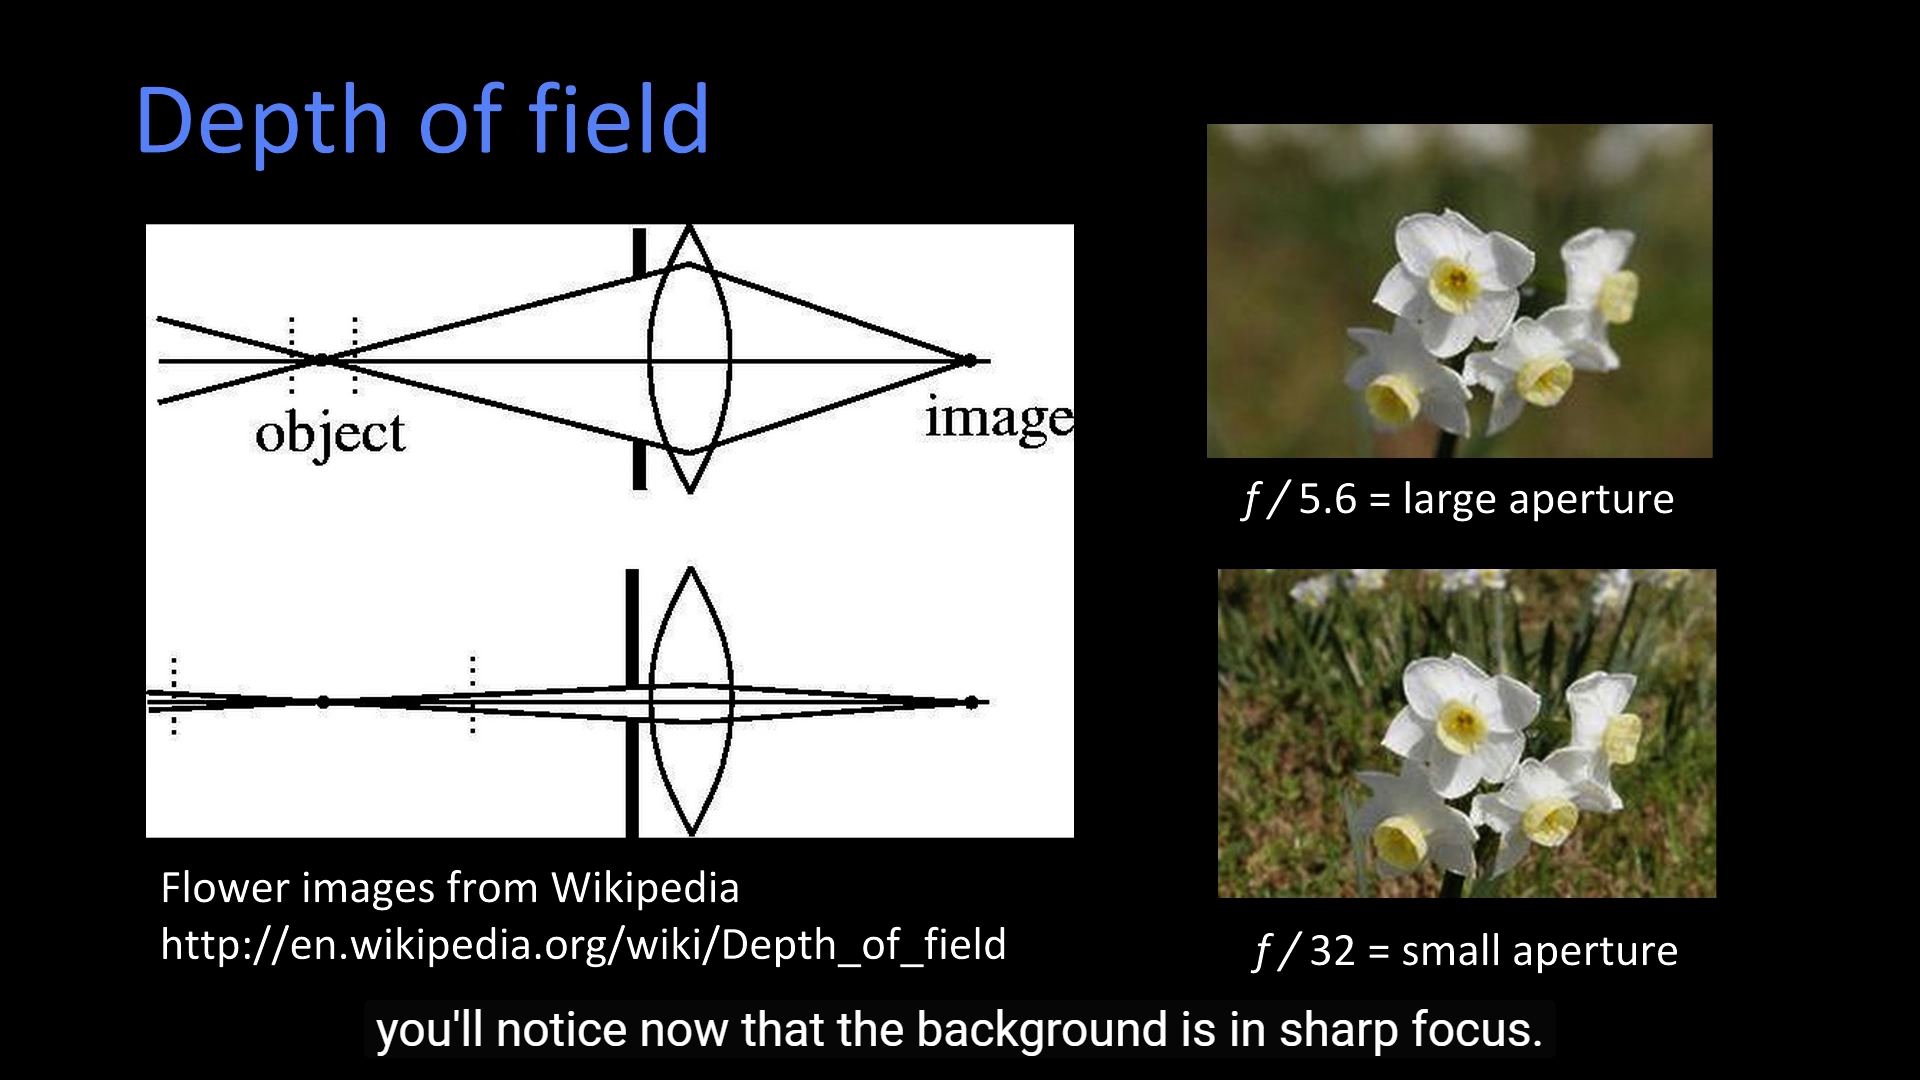 Depth of field
object
image
f / 5.6 = large aperture
f / 32 = small aperture
Flower images from Wikipedia
http://en.wikipedia.org/wiki/Depth_of_field
you'll notice now that the background is in sharp focus.